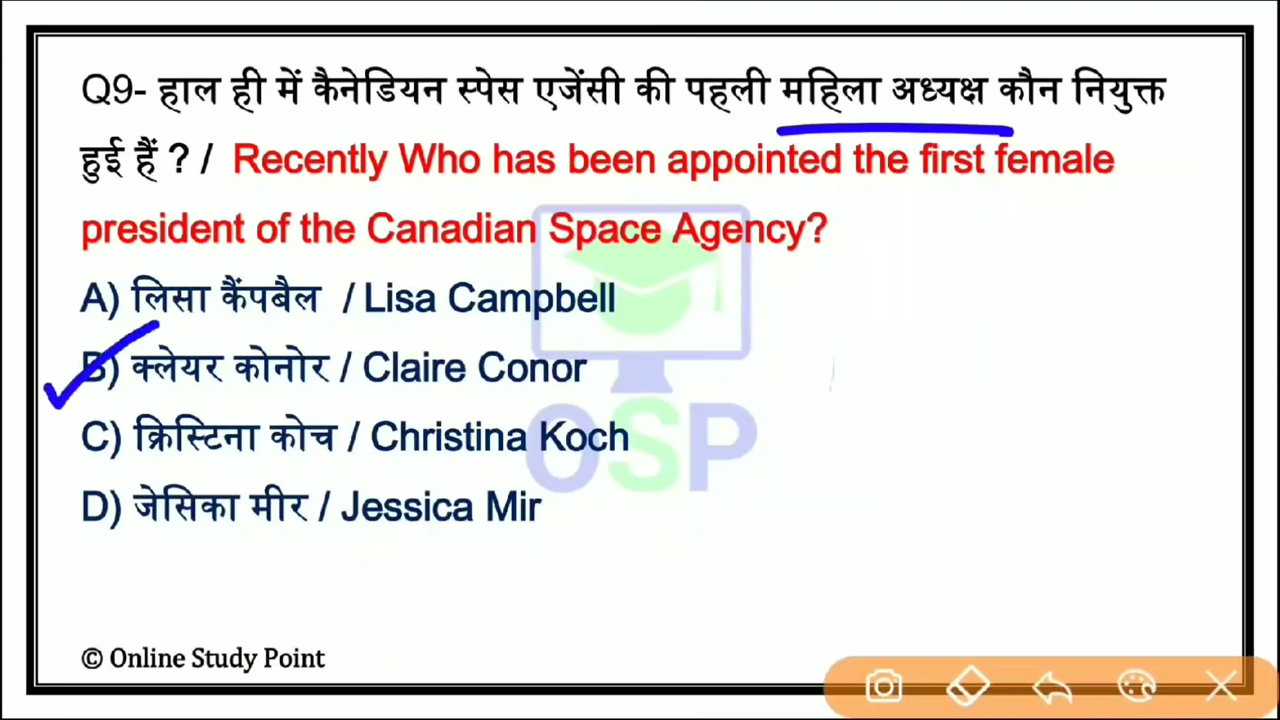 Q9- हाल ही में कैनेडियन स्पेस एजेंसी की पहली महिला अध्यक्ष कौन नियुक्त
हुई हैं ? / Recently Who has been appointed the first female
president of the Canadian Space Agency?
A) लिसा कैंपबैल / Lisa Campbell
B) क्लेयर कोनोर / Claire Conor
C) क्रिस्टिना कोच / Christina Koch
D) जेसिका मीर / Jessica Mir
OSP
© Online Study Point